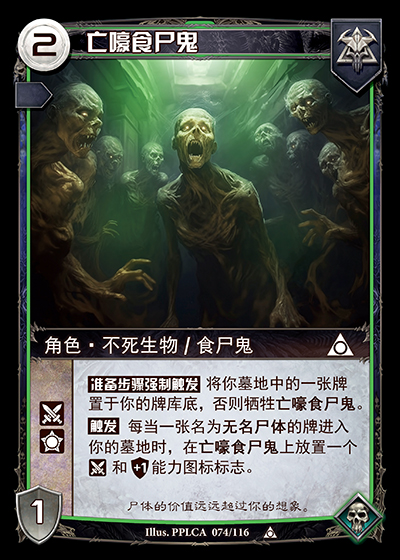 2
亡嚎食尸鬼
角色·不死生物/食尸鬼
准备步骤强制触发 将你墓地中的一张牌
置于你的牌库底，否则牺牲亡嚎食尸鬼。
触发 每当一张名为无名尸体的牌进入
你的墓地时，在亡嚎食尸鬼上放置一个
和 +1 能力图标标志。
1
尸体的价值远远超过你的想象。
Illus. PPLCA 074/116